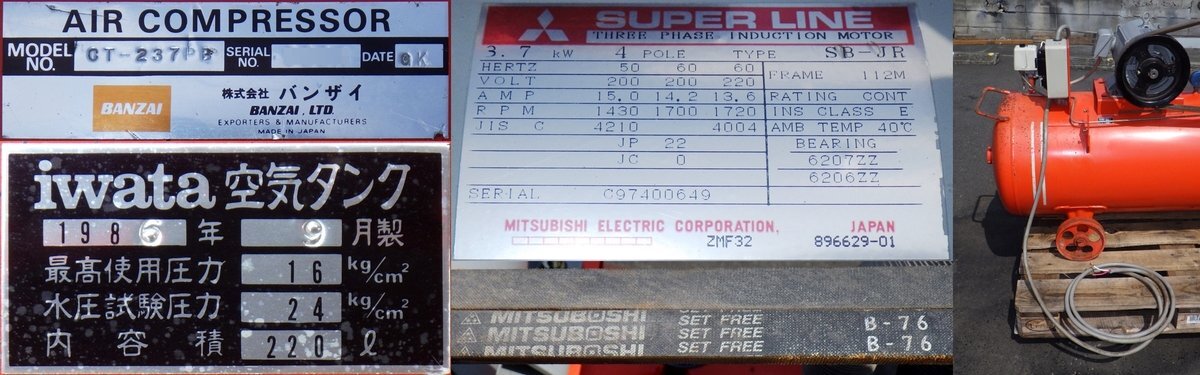 AIR COMPRESSOR
MODEL NO. CT-237PB SERIAL NO. DATE GK
BANZAI
株式会社 バンザイ
BANZAI, LTD.
EXPORTERS & MANUFACTURERS
MADE IN JAPAN
iwata 空気タンク
1986年 9月製
最高使用圧力 16 kg/cm²
水圧試験圧力 24 kg/cm²
内容積 220 ℓ
SUPER LINE
THREE PHASE INDUCTION MOTOR
3.7 kW 4 POLE TYPE SB-JR
HERTZ 50 60 60 FRAME 112M
VOLT 200 200 220
AMP 15.0 14.2 13.6 RATING CONT
RPM 1430 1700 1720 INS CLASS E
JIS C 4210 4004 AMB TEMP 40℃
JP 22 BEARING
JC 0 6207ZZ
6206ZZ
SERIAL C97400649
MITSUBISHI ELECTRIC CORPORATION, JAPAN
ZMF32 896629-01
MITSUBOSHI SET FREE B-76
MITSUBOSHI SET FREE B-76
MITSUBOSHI SET FREE